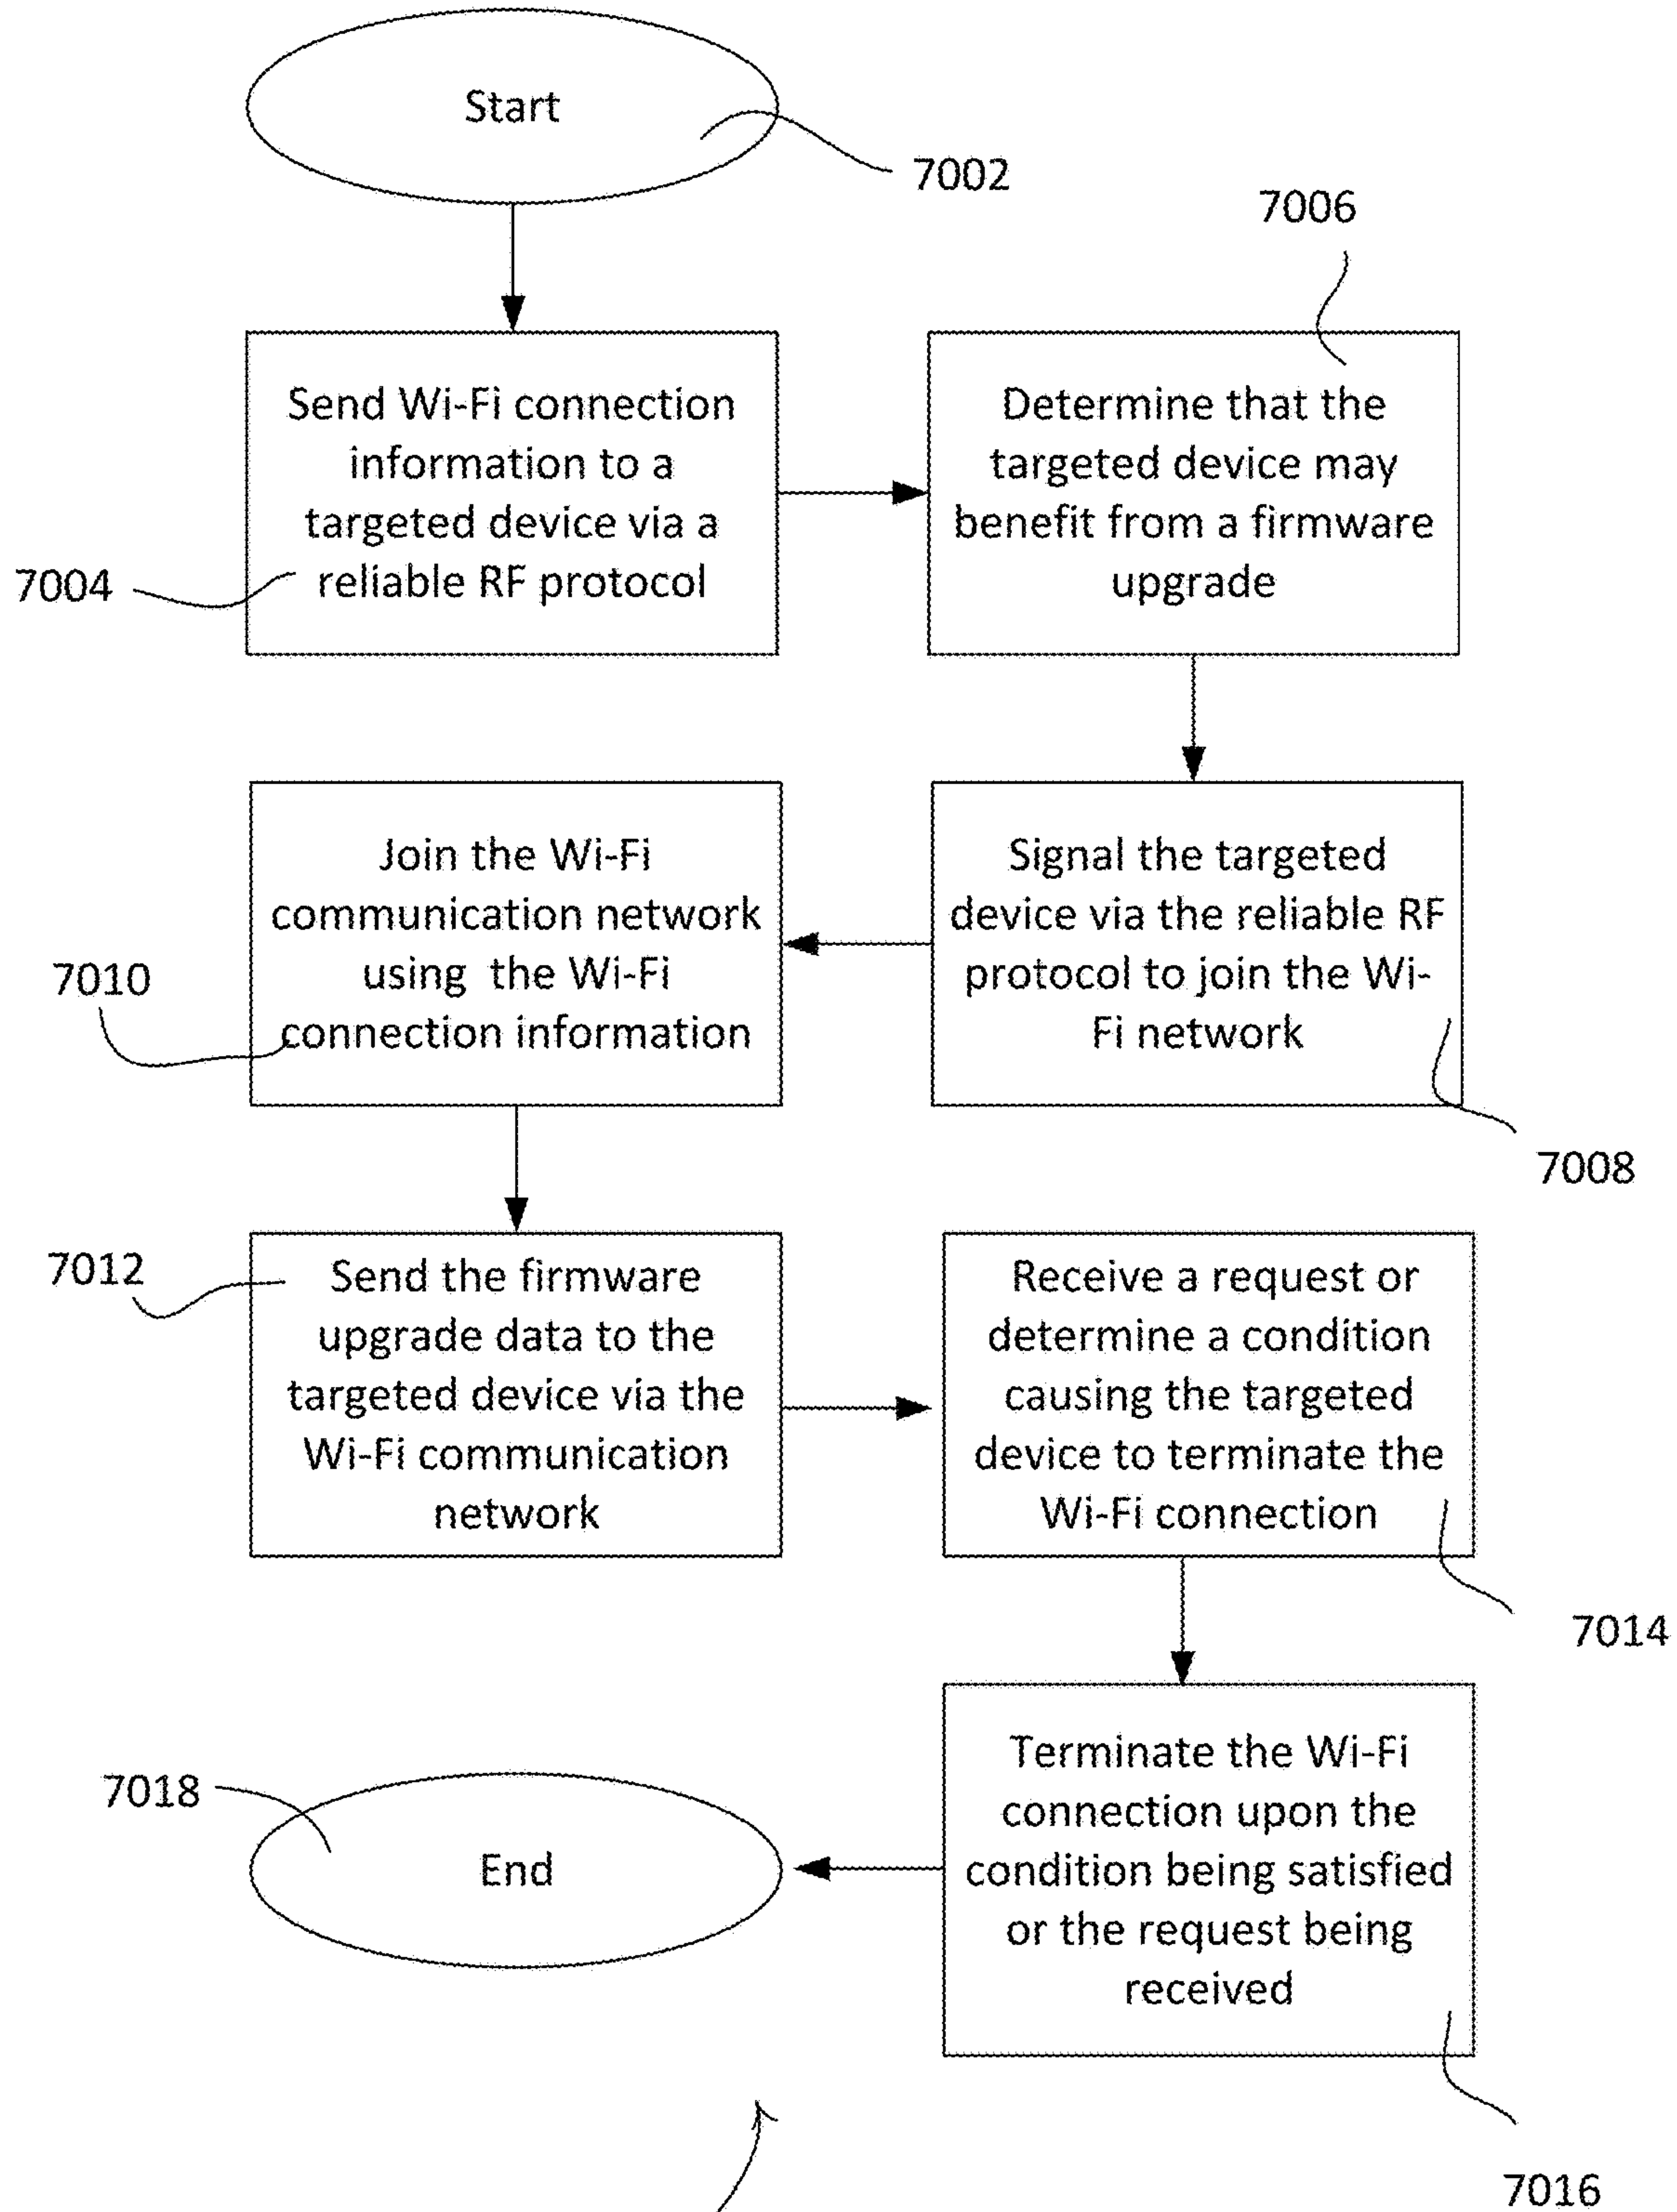 Start
7002
7006
Send Wi-Fi connection
information to a
targeted device via a
reliable RF protocol
7004
Determine that the
targeted device may
benefit from a firmware
upgrade
Signal the targeted
device via the reliable RF
protocol to join the Wi-
Fi network
7008
Join the Wi-Fi
communication network
using the Wi-Fi
connection information
7010
7012
Send the firmware
upgrade data to the
targeted device via the
Wi-Fi communication
network
Receive a request or
determine a condition
causing the targeted
device to terminate the
Wi-Fi connection
7014
Terminate the Wi-Fi
connection upon the
condition being satisfied
or the request being
received
7016
7018
End